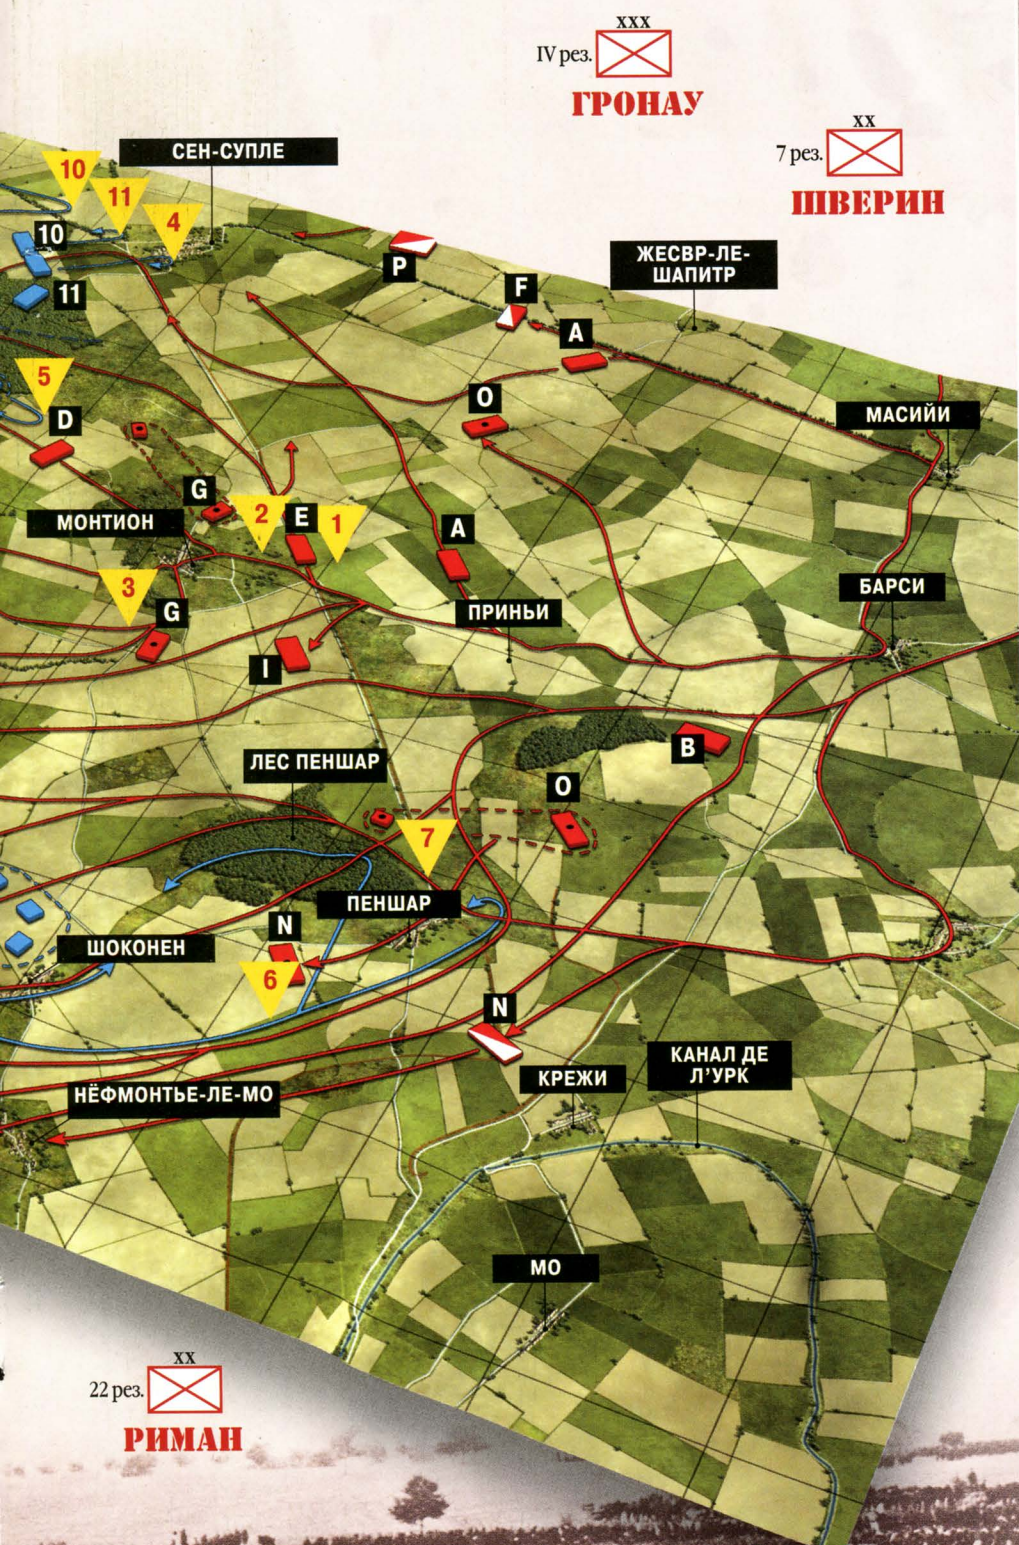 XXX
IV рез.
ГРОНАУ
XX
7 рез.
ШВЕРИН
СЕН-СУПЛЕ
10
11
4
10
11
P
F
ЖЕСВР-ЛЕ-
ШАПИТР
A
5
D
O
МАСИЙИ
G
МОНТИОН
2
E
1
A
3
G
ПРИНЬИ
БАРСИ
I
B
ЛЕС ПЕНШАР
O
7
ПЕНШАР
N
ШОКОНЕН
6
N
КРЕЖИ
КАНАЛ ДЕ
Л'УРК
НЁФМОНТЬЕ-ЛЕ-МО
МО
XX
22 рез.
РИМАН